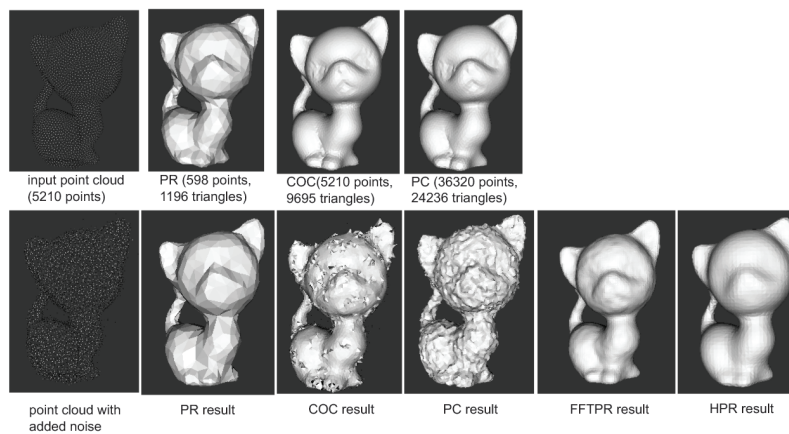 input point cloud
(5210 points)
PR (598 points,
1196 triangles)
COC(5210 points,
9695 triangles)
PC (36320 points,
24236 triangles)
point cloud with
added noise
PR result
COC result
PC result
FFTPR result
HPR result